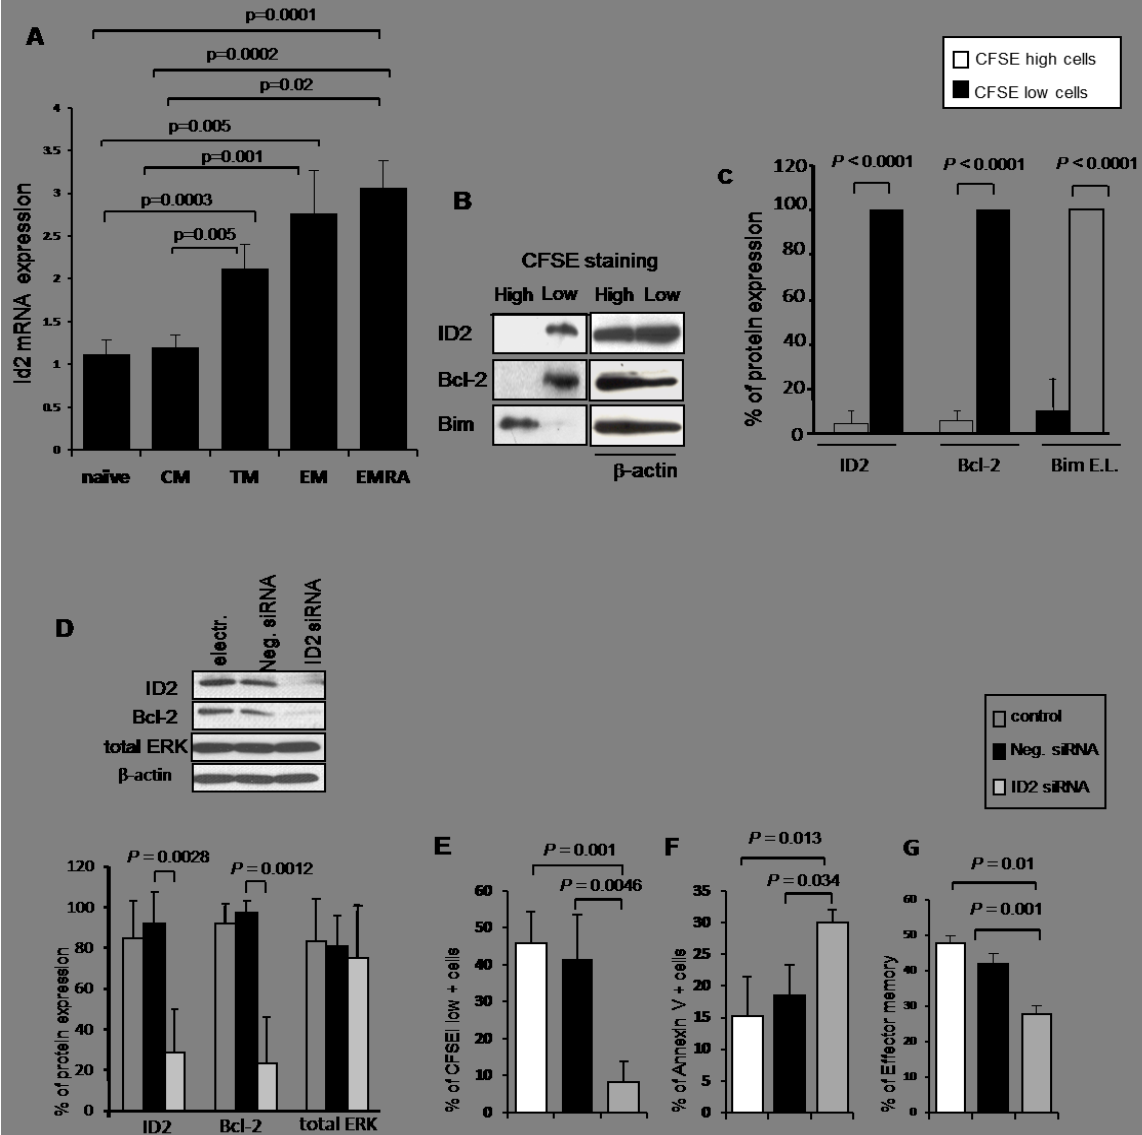 A
p=0.0001
p=0.0002
p=0.02
p=0.005
p=0.001
p=0.0003
p=0.005
Id2 mRNA expression
4
3.5
3
2.5
2
1.5
1
0.5
0
naïve CM TM EM EMRA
CFSE high cells
CFSE low cells
B
CFSE staining
High Low High Low
ID2
Bcl-2
Bim
β-actin
C
P < 0.0001 P < 0.0001 P < 0.0001
% of protein expression
120
100
80
60
40
20
0
ID2 Bcl-2 Bim E.L.
D
electr.
Neg. siRNA
ID2 siRNA
ID2
Bcl-2
total ERK
β-actin
control
Neg. siRNA
ID2 siRNA
P = 0.0028
P = 0.0012
% of protein expression
120
100
80
60
40
20
0
ID2 Bcl-2 total ERK
E
P = 0.001
P = 0.0046
% of CFSEl low + cells
60
50
40
30
20
10
0
F
P = 0.013
P = 0.034
% of Annexin V + cells
35
30
25
20
15
10
5
0
G
P = 0.01
P = 0.001
% of Effector memory
60
50
40
30
20
10
0